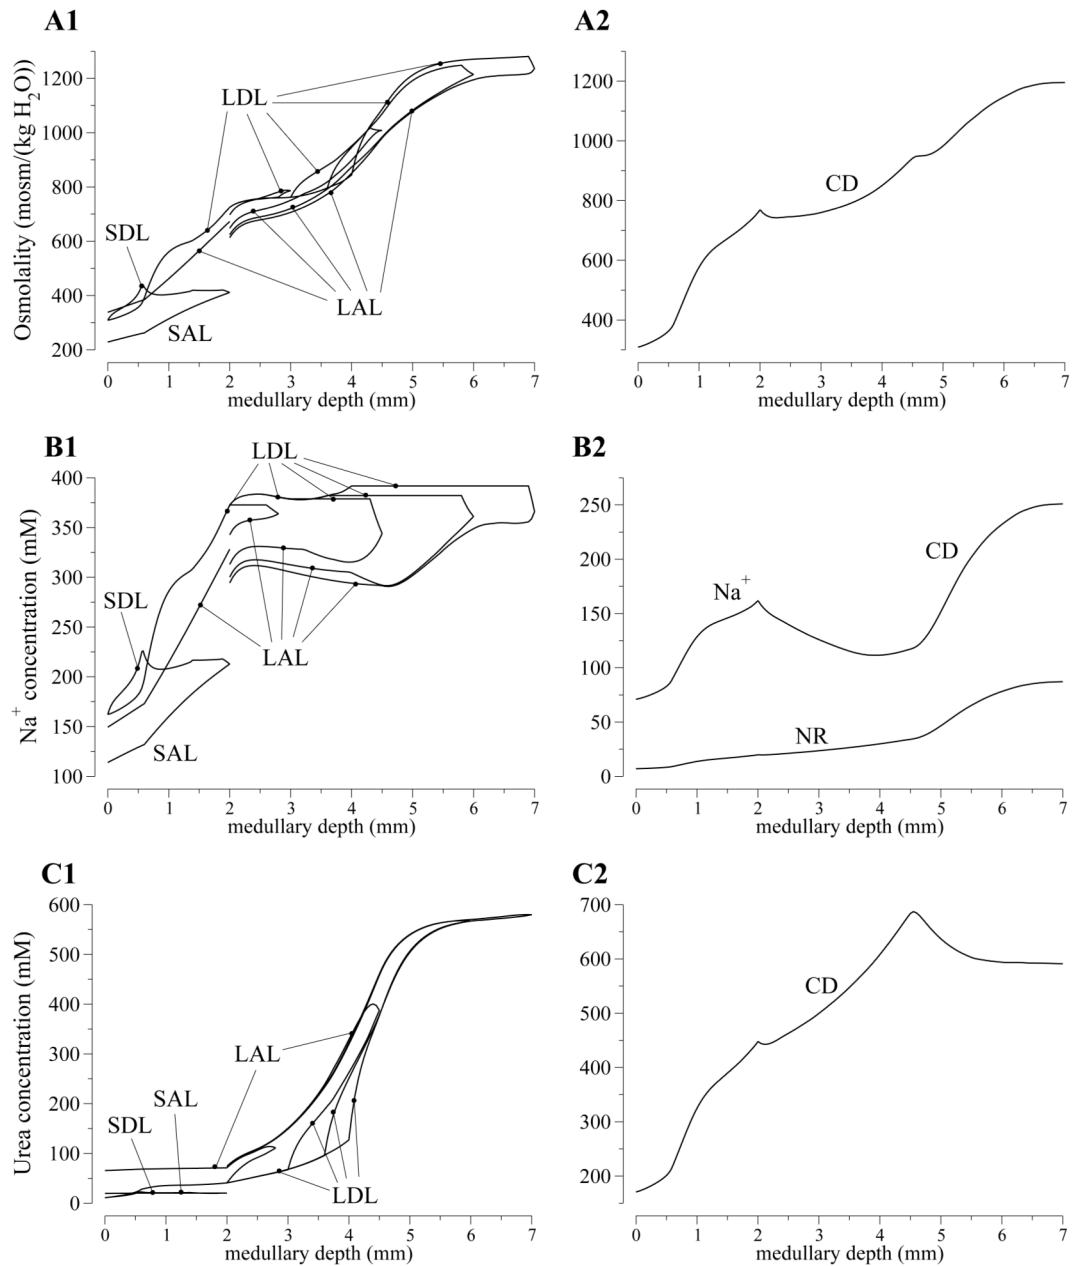 A1
A2
Osmolality (mosm/(kg H₂O))
1200
1000
800
600
400
200
LDL
SDL
LAL
SAL
0 1 2 3 4 5 6 7
medullary depth (mm)
1200
1000
800
600
400
CD
0 1 2 3 4 5 6 7
medullary depth (mm)
B1
B2
Na⁺ concentration (mM)
400
350
300
250
200
150
100
LDL
SDL
LAL
SAL
0 1 2 3 4 5 6 7
medullary depth (mm)
250
200
150
100
50
0
CD
Na⁺
NR
0 1 2 3 4 5 6 7
medullary depth (mm)
C1
C2
Urea concentration (mM)
600
500
400
300
200
100
0
LAL
SAL
SDL
LDL
0 1 2 3 4 5 6 7
medullary depth (mm)
700
600
500
400
300
200
CD
0 1 2 3 4 5 6 7
medullary depth (mm)